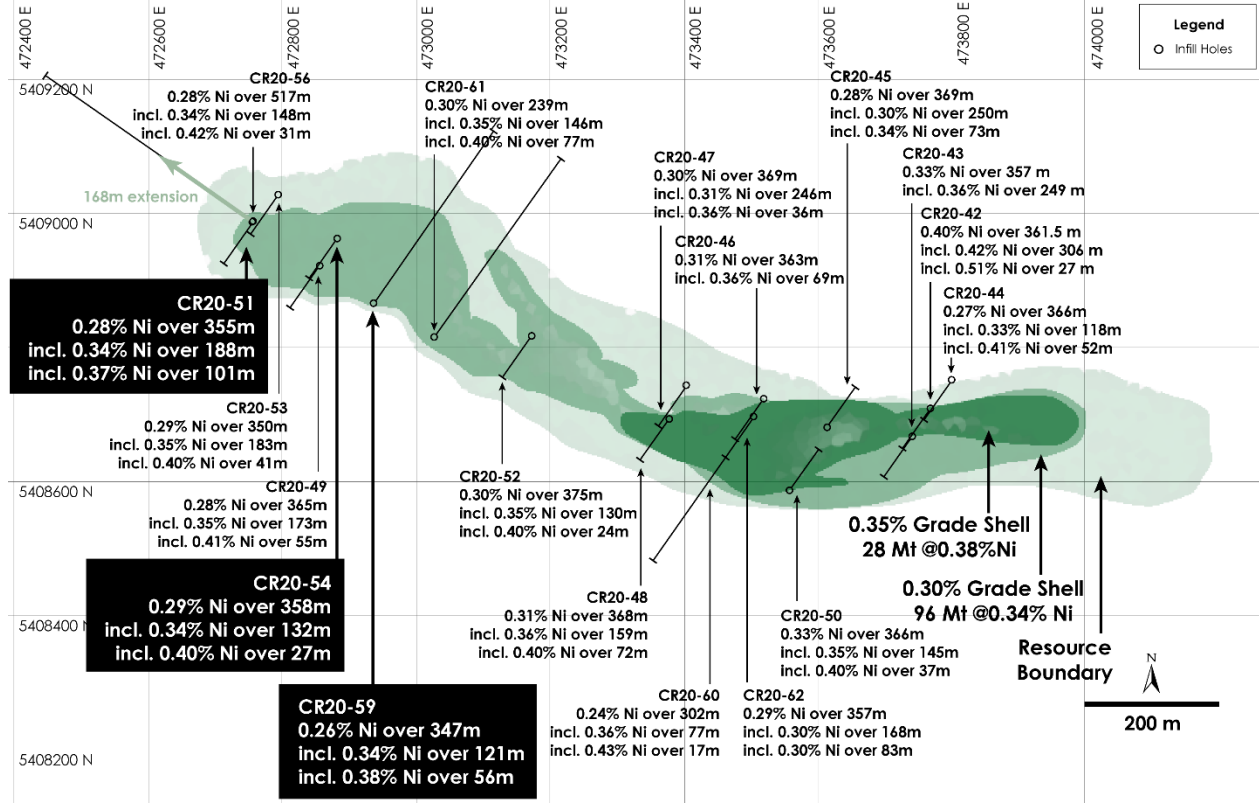 472400 E
472600 E
472800 E
473000 E
473200 E
473400 E
473600 E
473800 E
474000 E
Legend
Infill Holes
5409200 N
5409000 N
5408600 N
5408400 N
5408200 N
CR20-56
0.28% Ni over 517m
incl. 0.34% Ni over 148m
incl. 0.42% Ni over 31m
CR20-61
0.30% Ni over 239m
incl. 0.35% Ni over 146m
incl. 0.40% Ni over 77m
CR20-45
0.28% Ni over 369m
incl. 0.30% Ni over 250m
incl. 0.34% Ni over 73m
CR20-47
0.30% Ni over 369m
incl. 0.31% Ni over 246m
incl. 0.36% Ni over 36m
CR20-43
0.33% Ni over 357 m
incl. 0.36% Ni over 249 m
CR20-42
0.40% Ni over 361.5 m
incl. 0.42% Ni over 306 m
incl. 0.51% Ni over 27 m
CR20-46
0.31% Ni over 363m
incl. 0.36% Ni over 69m
CR20-44
0.27% Ni over 366m
incl. 0.33% Ni over 118m
incl. 0.41% Ni over 52m
168m extension
CR20-51
0.28% Ni over 355m
incl. 0.34% Ni over 188m
incl. 0.37% Ni over 101m
CR20-53
0.29% Ni over 350m
incl. 0.35% Ni over 183m
incl. 0.40% Ni over 41m
CR20-49
0.28% Ni over 365m
incl. 0.35% Ni over 173m
incl. 0.41% Ni over 55m
CR20-52
0.30% Ni over 375m
incl. 0.35% Ni over 130m
incl. 0.40% Ni over 24m
CR20-54
0.29% Ni over 358m
incl. 0.34% Ni over 132m
incl. 0.40% Ni over 27m
CR20-48
0.31% Ni over 368m
incl. 0.36% Ni over 159m
incl. 0.40% Ni over 72m
CR20-50
0.33% Ni over 366m
incl. 0.35% Ni over 145m
incl. 0.40% Ni over 37m
0.35% Grade Shell
28 Mt @0.38%Ni
0.30% Grade Shell
96 Mt @0.34% Ni
Resource
Boundary
CR20-59
0.26% Ni over 347m
incl. 0.34% Ni over 121m
incl. 0.38% Ni over 56m
CR20-60
0.24% Ni over 302m
incl. 0.36% Ni over 77m
incl. 0.43% Ni over 17m
CR20-62
0.29% Ni over 357m
incl. 0.30% Ni over 168m
incl. 0.30% Ni over 83m
N
200 m